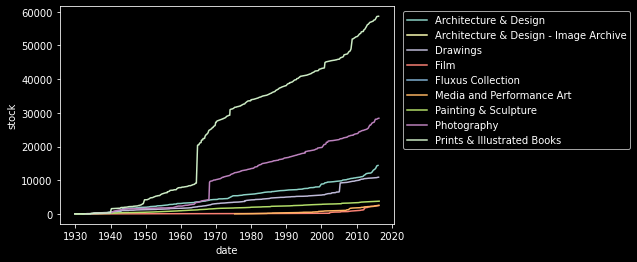 60000
50000
40000
30000
20000
10000
0
stock
1930 1940 1950 1960 1970 1980 1990 2000 2010 2020
date
Architecture & Design
Architecture & Design - Image Archive
Drawings
Film
Fluxus Collection
Media and Performance Art
Painting & Sculpture
Photography
Prints & Illustrated Books